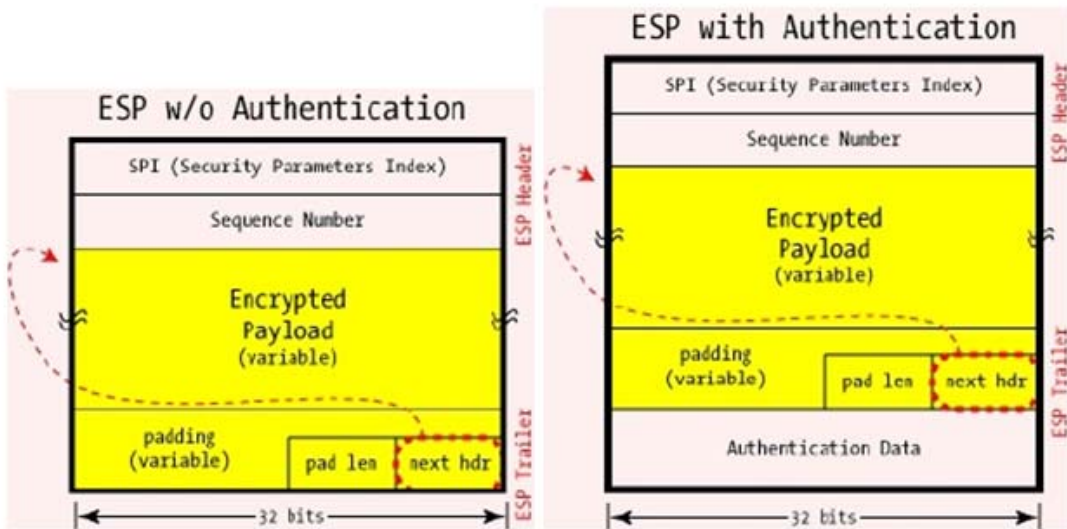 ESP w/o Authentication
SPI (Security Parameters Index)
Sequence Number
Encrypted
Payload
(variable)
padding
(variable)
pad len
next hdr
32 bits
ESP Header
ESP Trailer
ESP with Authentication
SPI (Security Parameters Index)
Sequence Number
Encrypted
Payload
(variable)
padding
(variable)
pad len
next hdr
Authentication Data
32 bits
ESP Header
ESP Trailer